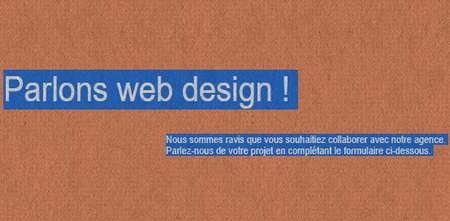 Parlons web design !
Nous sommes ravis que vous souhaitiez collaborer avec notre agence.
Parlez-nous de votre projet en complétant le formulaire ci-dessous.